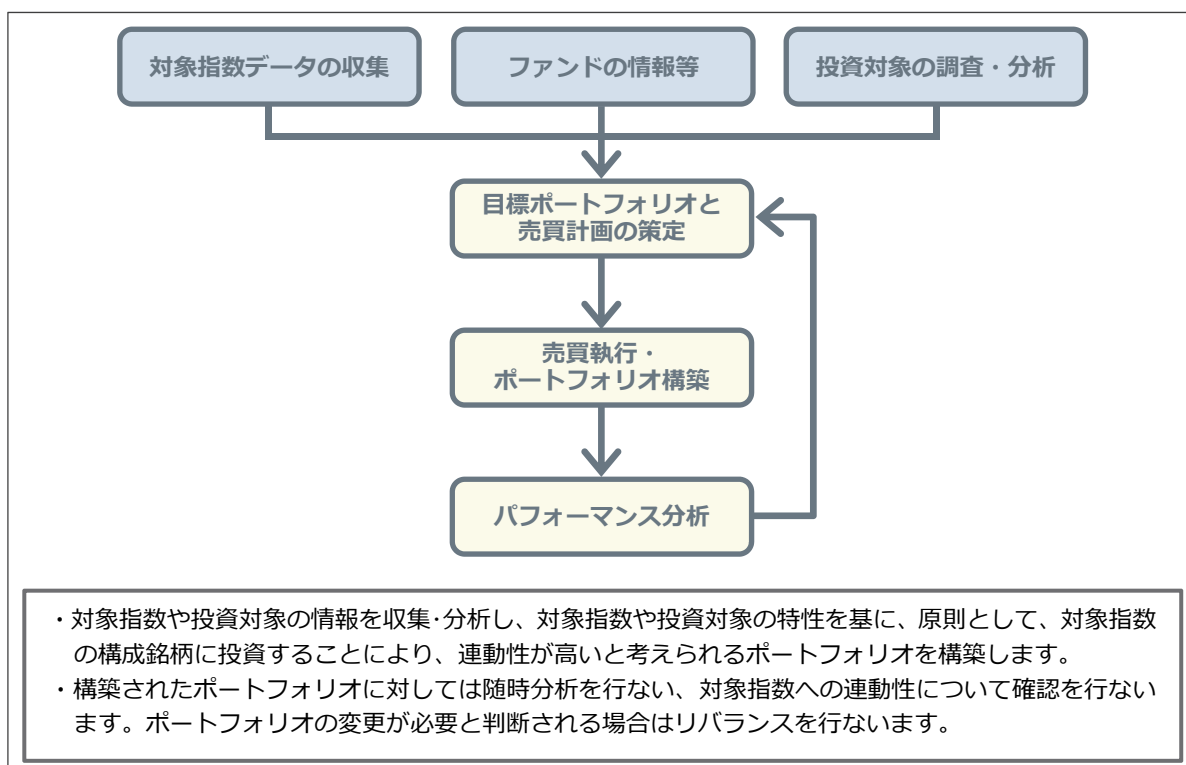 対象指数データの収集
ファンドの情報等
投資対象の調査・分析
目標ポートフォリオと
売買計画の策定
売買執行・
ポートフォリオ構築
パフォーマンス分析
・対象指数や投資対象の情報を収集･分析し、対象指数や投資対象の特性を基に、原則として、対象指数
の構成銘柄に投資することにより、連動性が高いと考えられるポートフォリオを構築します。
・構築されたポートフォリオに対しては随時分析を行ない、対象指数への連動性について確認を行ない
ます。ポートフォリオの変更が必要と判断される場合はリバランスを行ないます。